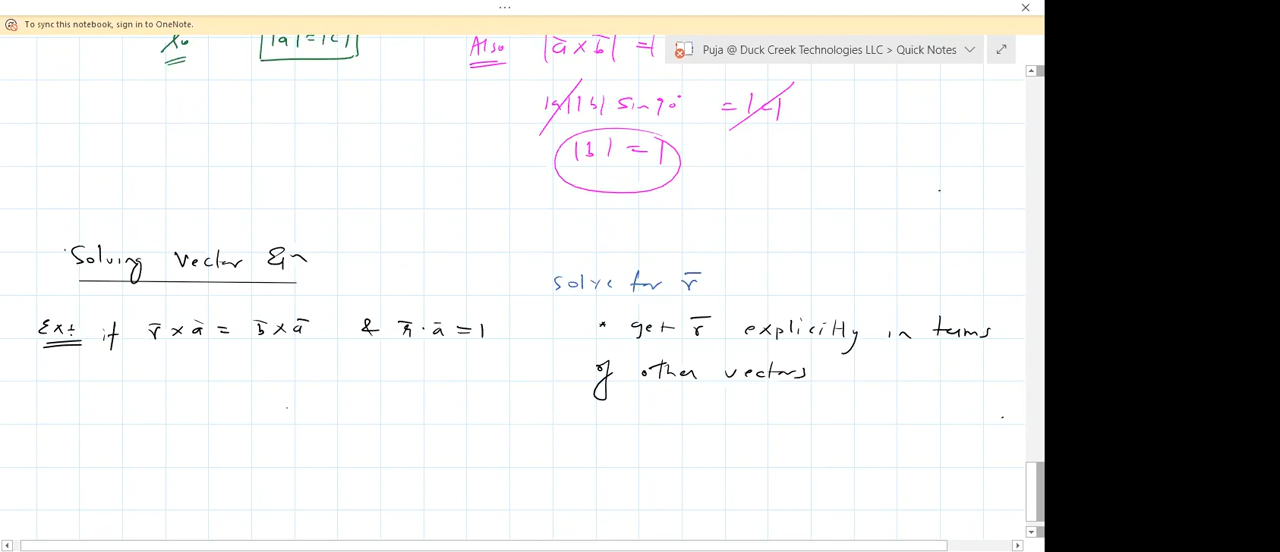 ...
To sync this notebook, sign in to OneNote.
|a|=|c|
Also |a̅ x b̅| =
Puja @ Duck Creek Technologies LLC > Quick Notes
|a||b| sin 90° = |c|
|b| = 1
Solving Vector Eqn
Solve for r̅
Ex: if r̅ x a̅ = b̅ x a̅ & r̅ . a̅ = 1
* get r̅ explicitly in terms
of other vectors